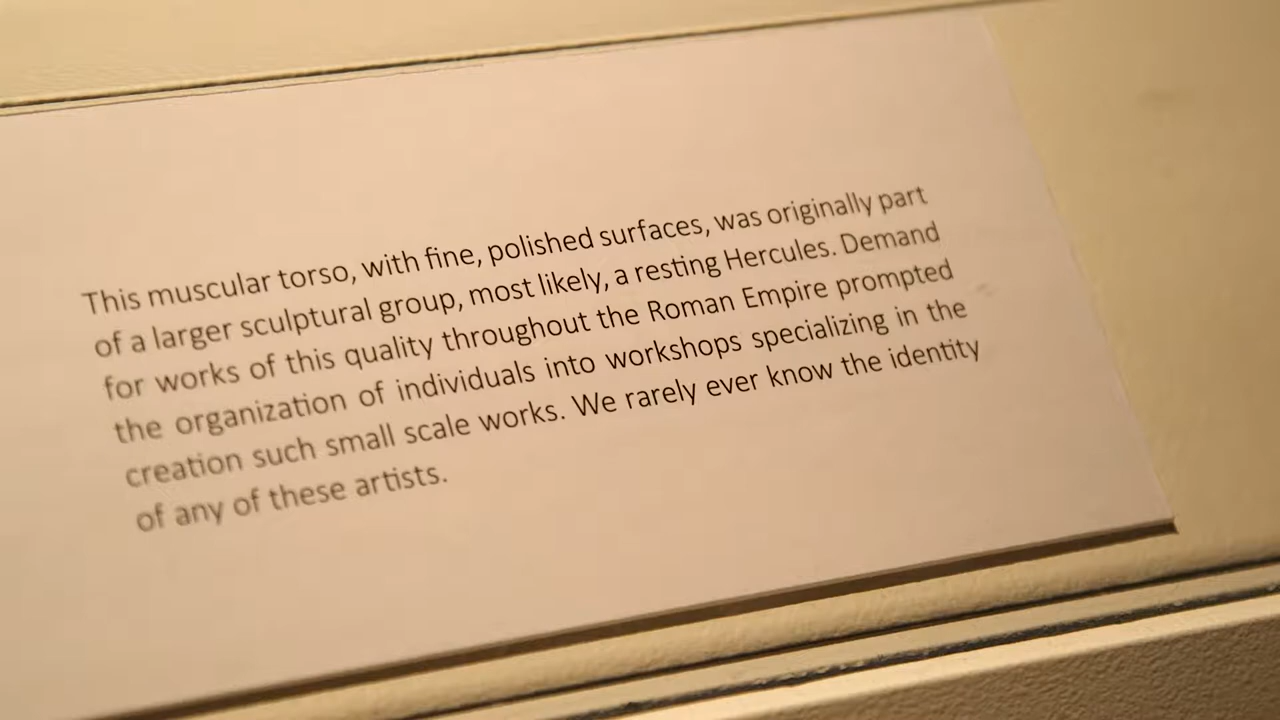 This muscular torso, with fine, polished surfaces, was originally part
of a larger sculptural group, most likely, a resting Hercules. Demand
for works of this quality throughout the Roman Empire prompted
the organization of individuals into workshops specializing in the
creation such small scale works. We rarely ever know the identity
of any of these artists.